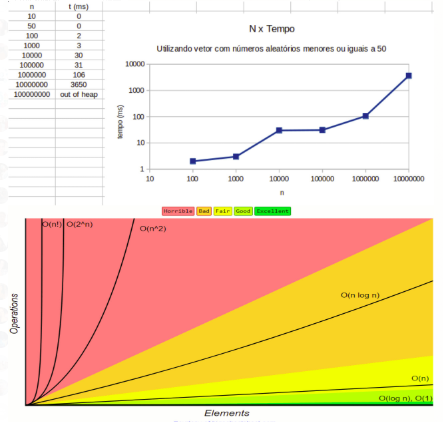 n t (ms)
10 0
50 0
100 2
1000 3
10000 30
100000 31
1000000 106
10000000 3650
100000000 out of heap
N x Tempo
Utilizando vetor com números aleatórios menores ou iguais a 50
tempo (ms)
10000
1000
100
10
1
10 100 1000 10000 100000 1000000 10000000
n
Horrible Bad Fair Good Excellent
O(n!) O(2^n) O(n^2)
O(n log n)
O(n)
O(log n), O(1)
Operations
Elements